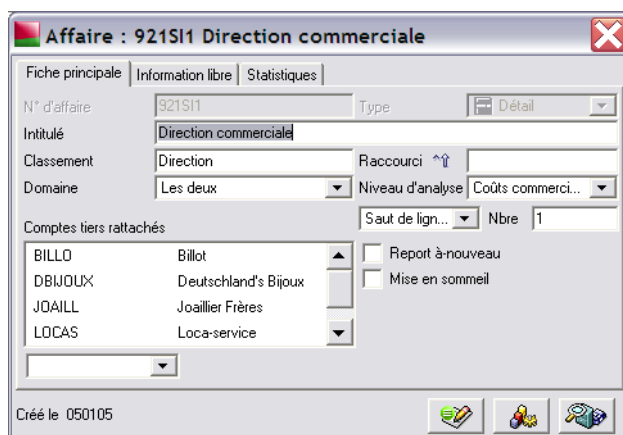 Affaire : 921SI1 Direction commerciale
Fiche principale Information libre Statistiques
N° d'affaire 921SI1 Type Détail
Intitulé Direction commerciale
Classement Direction Raccourci ^⇧
Domaine Les deux Niveau d'analyse Coûts commerci...
Comptes tiers rattachés Saut de lign... Nbre 1
BILLO Billot Report à-nouveau
DBIJOUX Deutschland's Bijoux Mise en sommeil
JOAILL Joaillier Frères
LOCAS Loca-service
Créé le 050105